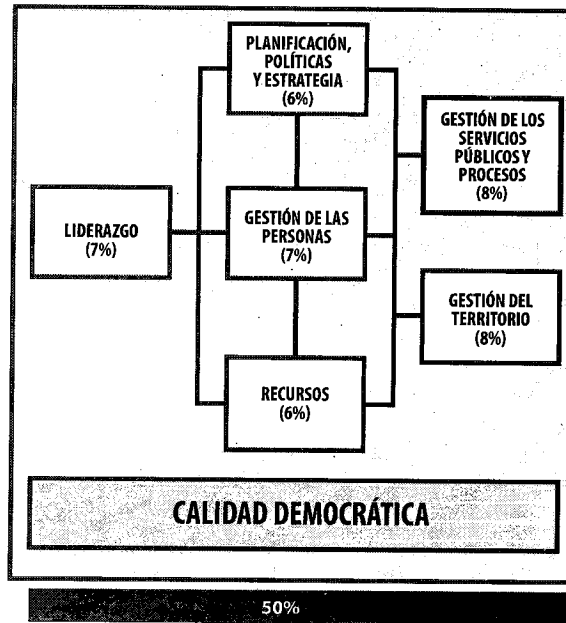 PLANIFICACIÓN,
POLÍTICAS
Y ESTRATEGIA
(6%)
GESTIÓN DE LOS
SERVICIOS
PÚBLICOS Y
PROCESOS
(8%)
LIDERAZGO
(7%)
GESTIÓN DE LAS
PERSONAS
(7%)
GESTIÓN DEL
TERRITORIO
(8%)
RECURSOS
(6%)
CALIDAD DEMOCRÁTICA
50%